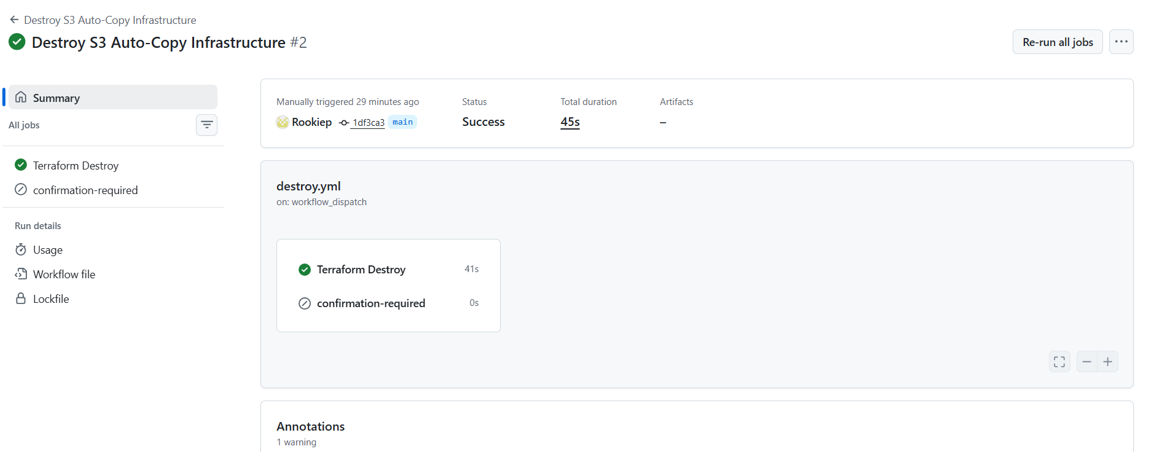 Destroy S3 Auto-Copy Infrastructure
Destroy S3 Auto-Copy Infrastructure #2
Re-run all jobs
Summary
All jobs
Terraform Destroy
confirmation-required
Run details
Usage
Workflow file
Lockfile
Manually triggered 29 minutes ago
Rookiep 1df3ca3 main
Status
Success
Total duration
45s
Artifacts
–
destroy.yml
on: workflow_dispatch
Terraform Destroy 41s
confirmation-required 0s
Annotations
1 warning